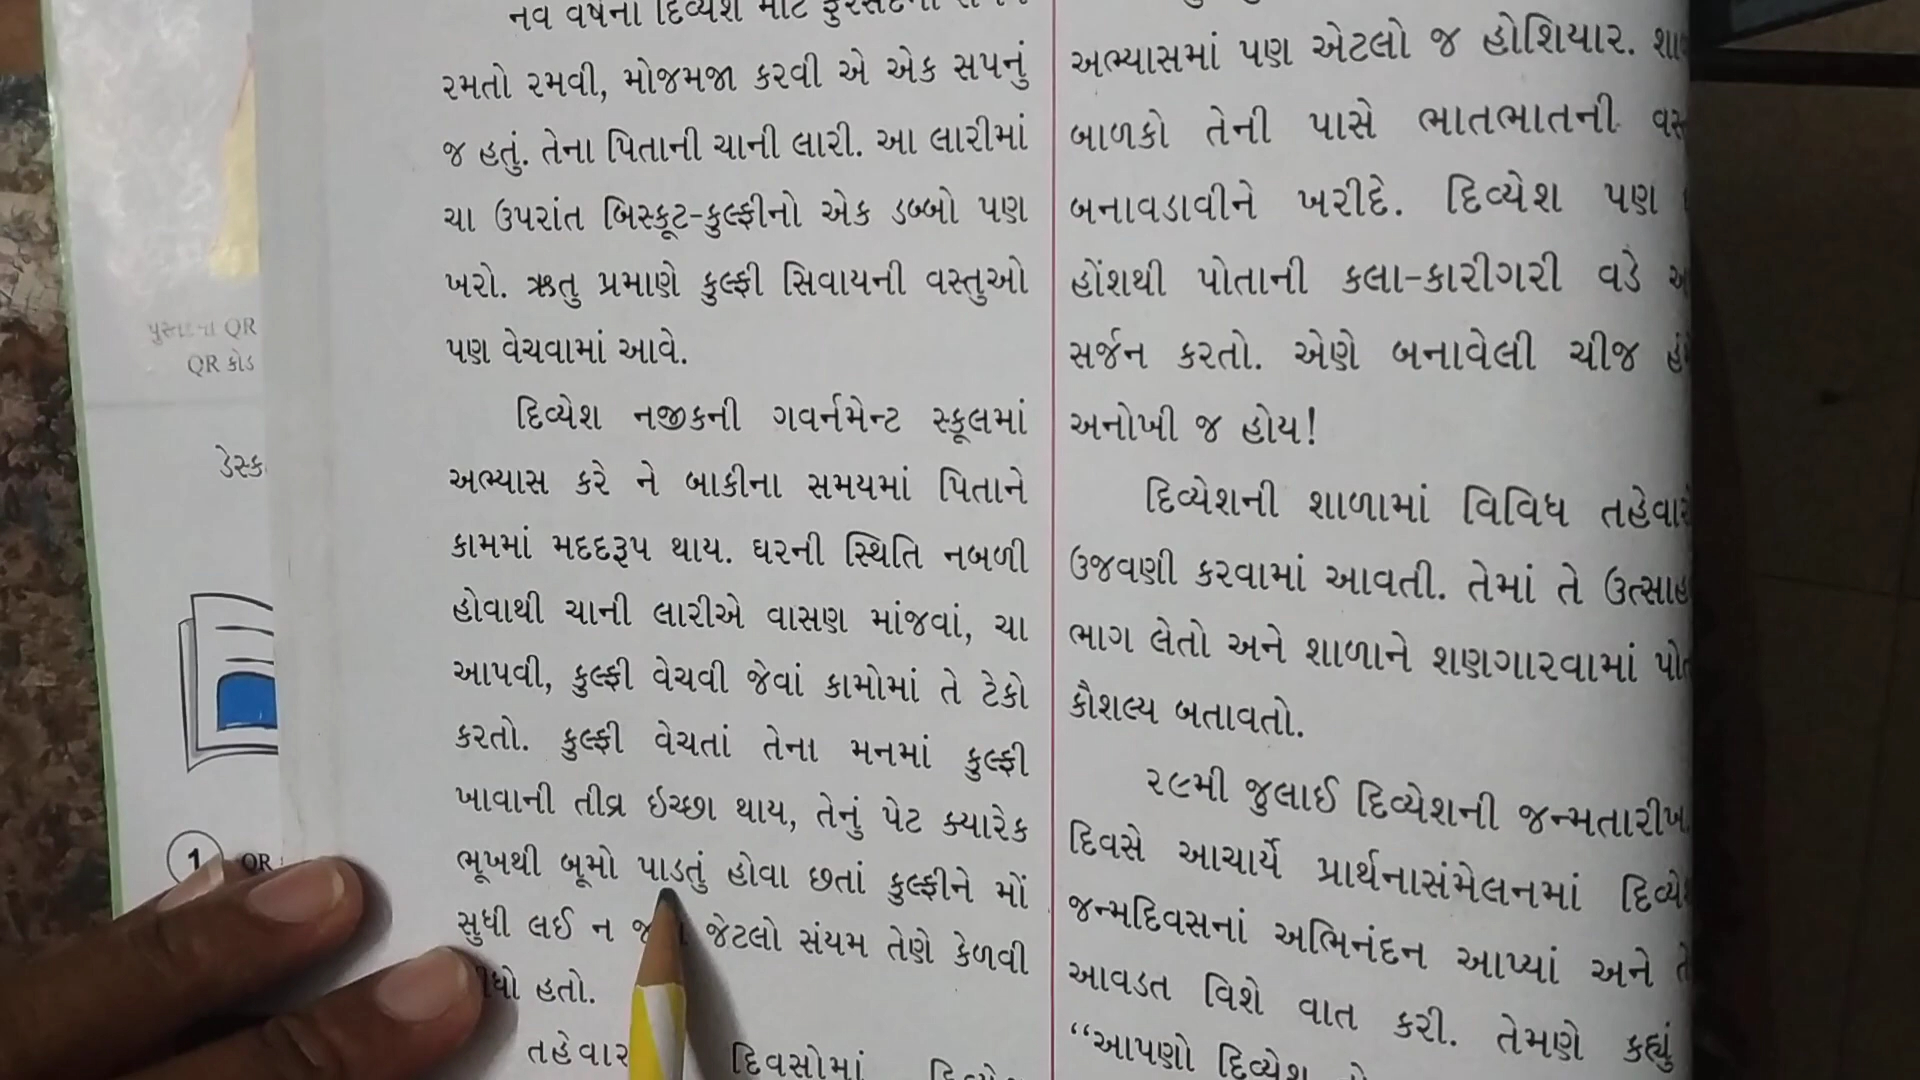 નવ વર્ષના દિવ્યેશ માટે
રમતો રમવી, મોજમજા કરવી એ એક સપનું
જ હતું. તેના પિતાની ચાની લારી. આ લારીમાં
ચા ઉપરાંત બિસ્કૂટ-કુલ્ફીનો એક ડબ્બો પણ
ખરો. ઋતુ પ્રમાણે કુલ્ફી સિવાયની વસ્તુઓ
પણ વેચવામાં આવે.
દિવ્યેશ નજીકની ગવર્નમેન્ટ સ્કૂલમાં
અભ્યાસ કરે ને બાકીના સમયમાં પિતાને
કામમાં મદદરૂપ થાય. ઘરની સ્થિતિ નબળી
હોવાથી ચાની લારીએ વાસણ માંજવાં, ચા
આપવી, કુલ્ફી વેચવી જેવાં કામોમાં તે ટેકો
કરતો. કુલ્ફી વેચતાં તેના મનમાં કુલ્ફી
ખાવાની તીવ્ર ઇચ્છા થાય, તેનું પેટ ક્યારેક
ભૂખથી બૂમો પાડતું હોવા છતાં કુલ્ફીને મોં
સુધી લઈ ન જેટલો સંયમ તેણે કેળવી
હતો.
તહેવાર દિવસોમાં
અભ્યાસમાં પણ એટલો જ હોશિયાર.
બાળકો તેની પાસે ભાતભાતની
બનાવડાવીને ખરીદે. દિવ્યેશ પણ
હોંશથી પોતાની કલા-કારીગરી વડે
સર્જન કરતો. એણે બનાવેલી ચીજ
અનોખી જ હોય!
દિવ્યેશની શાળામાં વિવિધ
ઉજવણી કરવામાં આવતી. તેમાં તે
ભાગ લેતો અને શાળાને શણગારવામાં
કૌશલ્ય બતાવતો.
૨૯મી જુલાઈ દિવ્યેશની જન્મતારીખ
દિવસે આચાર્યે પ્રાર્થનાસંમેલનમાં
જન્મદિવસનાં અભિનંદન આપ્યાં અને
આવડત વિશે વાત કરી. તેમણે કહ્યું
“આપણો દિવ્યેશ
QR
QR કોડ
ડેસ્ક
1 QR